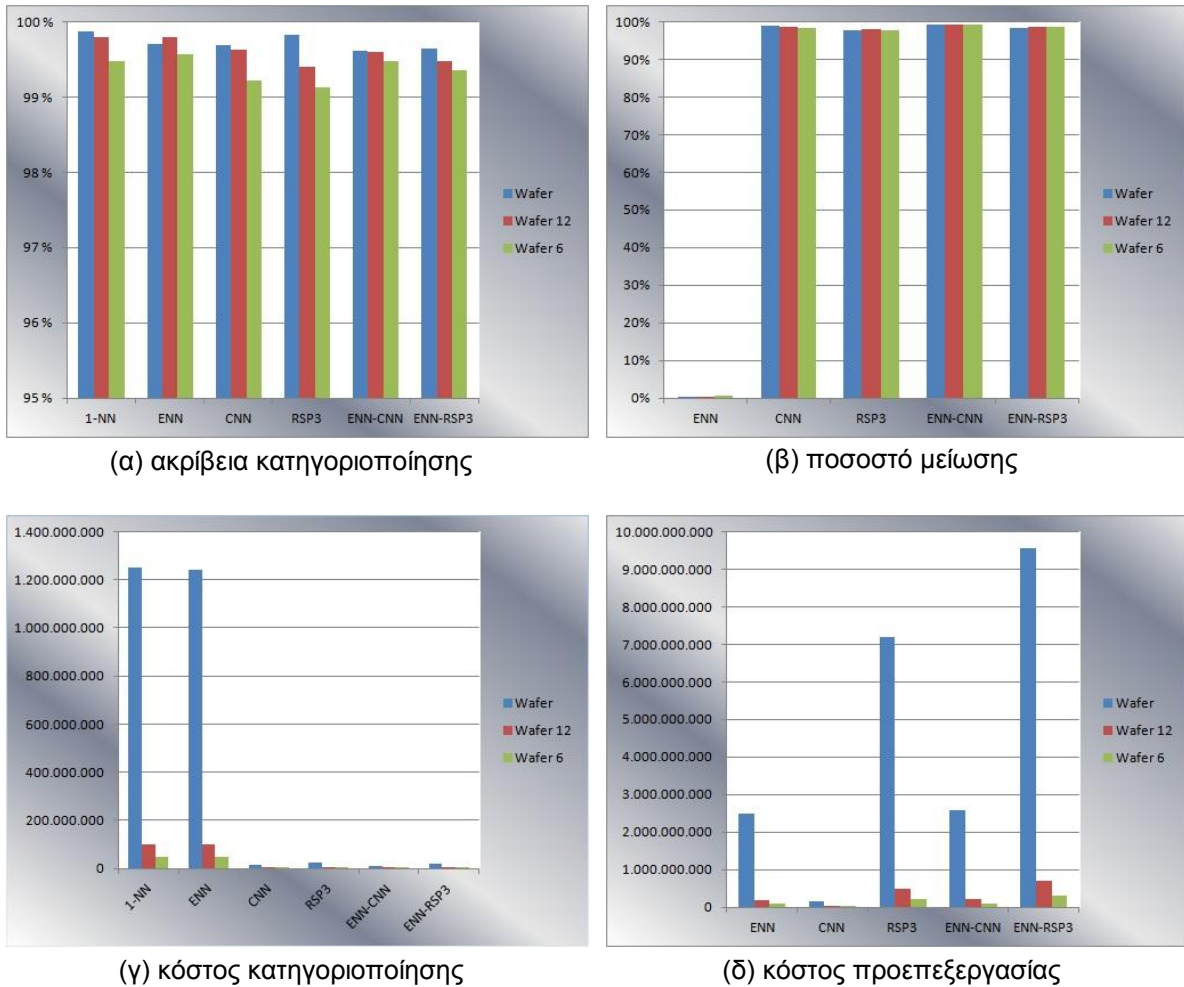 100 %
99 %
98 %
97 %
96 %
95 %
1-NN ENN CNN RSP3 ENN-CNN ENN-RSP3
Wafer
Wafer 12
Wafer 6
(α) ακρίβεια κατηγοριοποίησης
100%
90%
80%
70%
60%
50%
40%
30%
20%
10%
0%
ENN CNN RSP3 ENN-CNN ENN-RSP3
Wafer
Wafer 12
Wafer 6
(β) ποσοστό μείωσης
1.400.000.000
1.200.000.000
1.000.000.000
800.000.000
600.000.000
400.000.000
200.000.000
0
1-NN ENN CNN RSP3 ENN-CNN ENN-RSP3
Wafer
Wafer 12
Wafer 6
(γ) κόστος κατηγοριοποίησης
10.000.000.000
9.000.000.000
8.000.000.000
7.000.000.000
6.000.000.000
5.000.000.000
4.000.000.000
3.000.000.000
2.000.000.000
1.000.000.000
0
ENN CNN RSP3 ENN-CNN ENN-RSP3
Wafer
Wafer 12
Wafer 6
(δ) κόστος προεπεξεργασίας